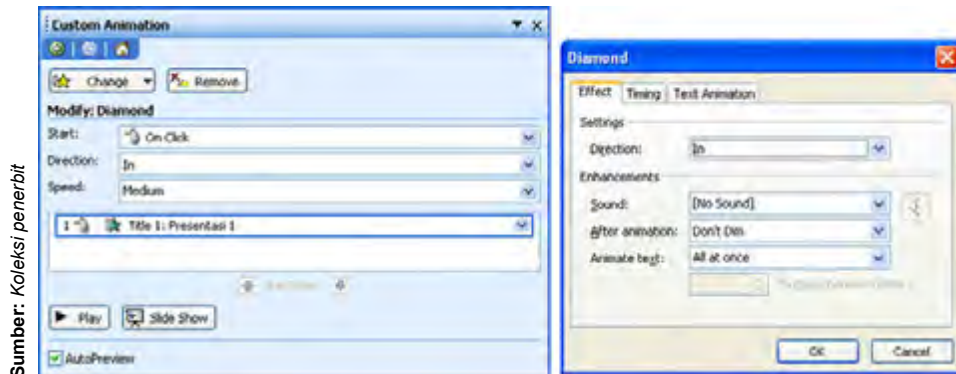 Custom Animation
Change
Remove
Modify: Diamond
Start:
On Click
Direction:
In
Speed:
Medium
1
Title 1: Presentasi 1
Play
Slide Show
AutoPreview
Sumber: Koleksi penerbit
Diamond
Effect
Timing
Text Animation
Settings
Direction:
In
Enhancements
Sound:
[No Sound]
After animation:
Don't Dim
Animate text:
All at once
OK
Cancel